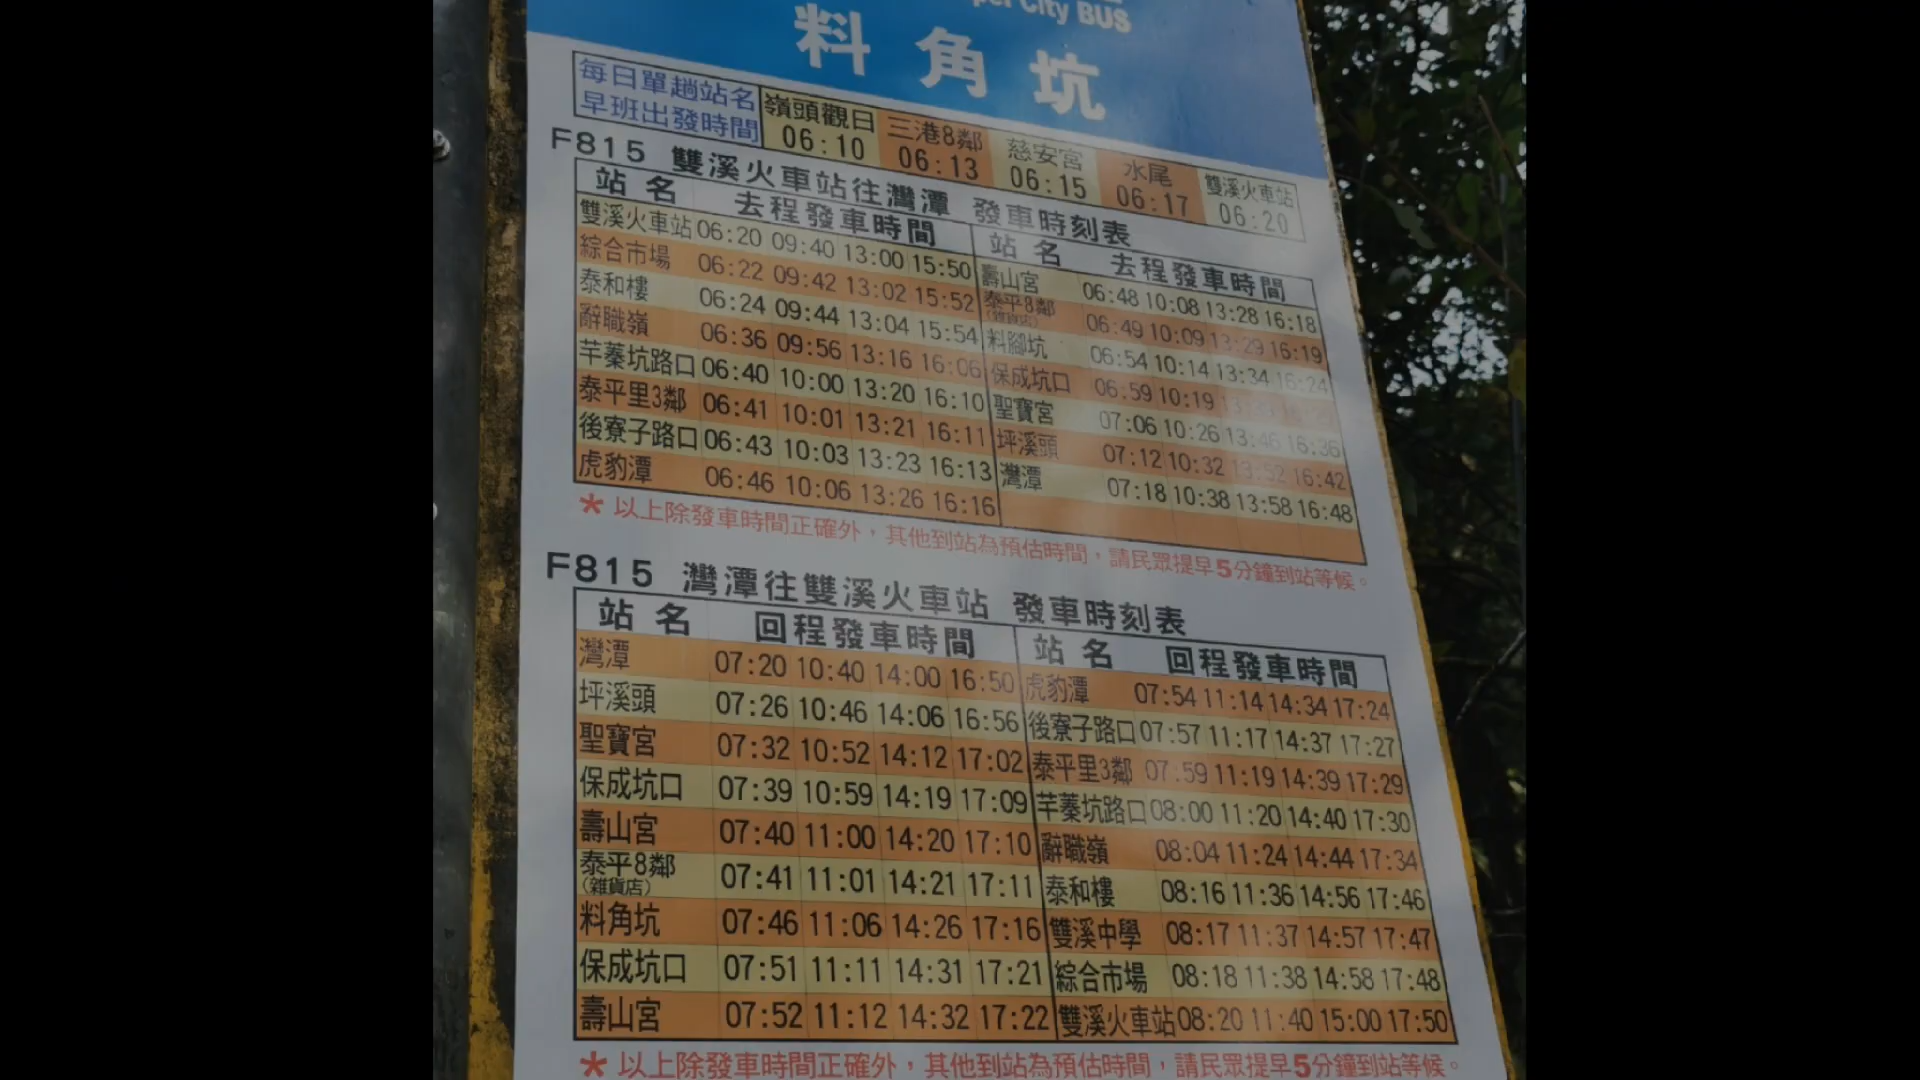 City BUS
料角坑
每日單趟站名 嶺頭觀日 三港8鄰 慈安宮 水尾 雙溪火車站
早班出發時間 06:10 06:13 06:15 06:17 06:20
F815 雙溪火車站往灣潭 發車時刻表
站名 去程發車時間 站名 去程發車時間
雙溪火車站 06:20 09:40 13:00 15:50 壽山宮 06:48 10:08 13:28 16:18
綜合市場 06:22 09:42 13:02 15:52 泰平8鄰(雜貨店) 06:49 10:09 13:29 16:19
泰和樓 06:24 09:44 13:04 15:54 料腳坑 06:54 10:14 13:34 16:24
辭職嶺 06:36 09:56 13:16 16:06 保成坑口 06:59 10:19
芊蓁坑路口 06:40 10:00 13:20 16:10 聖寶宮 07:06 10:26 13:46 16:36
泰平里3鄰 06:41 10:01 13:21 16:11 坪溪頭 07:12 10:32 13:52 16:42
後寮子路口 06:43 10:03 13:23 16:13 灣潭 07:18 10:38 13:58 16:48
虎豹潭 06:46 10:06 13:26 16:16
*以上除發車時間正確外，其他到站為預估時間，請民眾提早5分鐘到站等候。
F815 灣潭往雙溪火車站 發車時刻表
站名 回程發車時間 站名 回程發車時間
灣潭 07:20 10:40 14:00 16:50 虎豹潭 07:54 11:14 14:34 17:24
坪溪頭 07:26 10:46 14:06 16:56 後寮子路口 07:57 11:17 14:37 17:27
聖寶宮 07:32 10:52 14:12 17:02 泰平里3鄰 07:59 11:19 14:39 17:29
保成坑口 07:39 10:59 14:19 17:09 芊蓁坑路口 08:00 11:20 14:40 17:30
壽山宮 07:40 11:00 14:20 17:10 辭職嶺 08:04 11:24 14:44 17:34
泰平8鄰(雜貨店) 07:41 11:01 14:21 17:11 泰和樓 08:16 11:36 14:56 17:46
料角坑 07:46 11:06 14:26 17:16 雙溪中學 08:17 11:37 14:57 17:47
保成坑口 07:51 11:11 14:31 17:21 綜合市場 08:18 11:38 14:58 17:48
壽山宮 07:52 11:12 14:32 17:22 雙溪火車站 08:20 11:40 15:00 17:50
*以上除發車時間正確外，其他到站為預估時間，請民眾提早5分鐘到站等候。